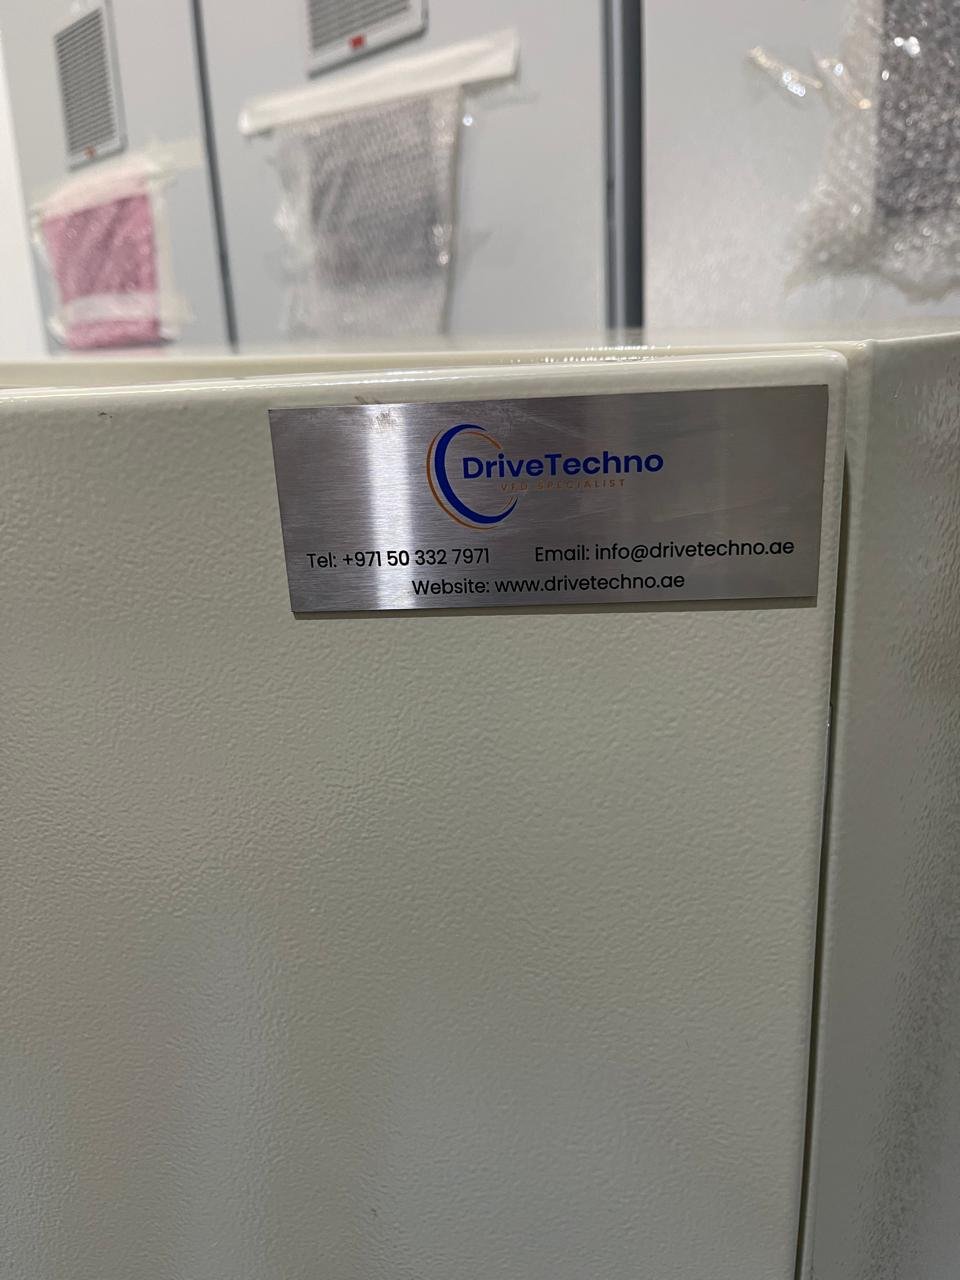 DriveTechno
VFD SPECIALIST
Tel: +971 50 332 7971 Email: info@drivetechno.ae
Website: www.drivetechno.ae